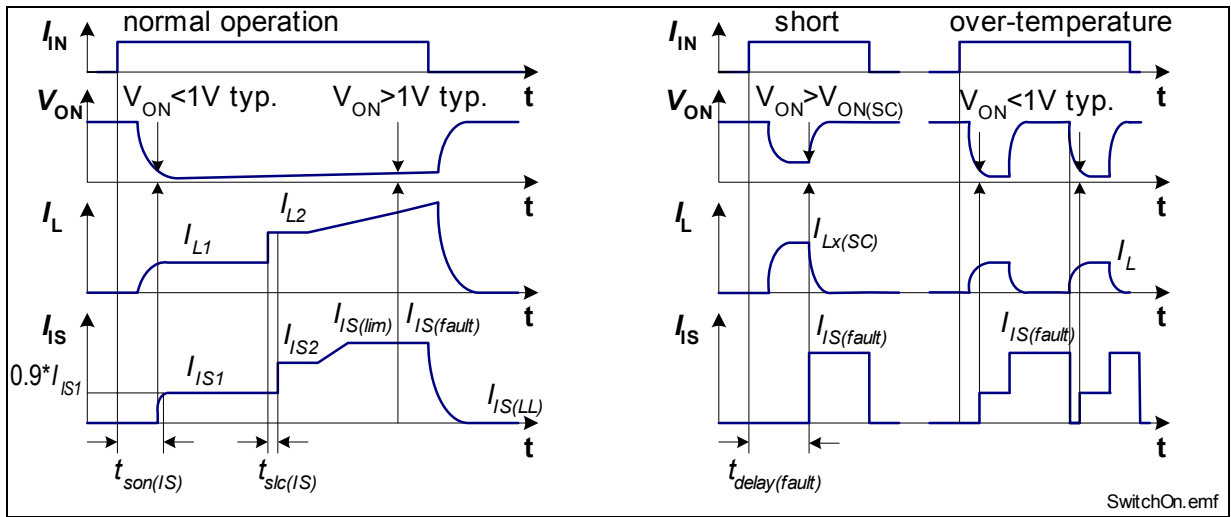 normal operation
short
over-temperature
I_IN
t
I_IN
t
V_ON
V_ON<1V typ.
V_ON>1V typ.
t
V_ON
V_ON>V_ON(SC)
V_ON<1V typ.
t
I_L
I_L1
I_L2
t
I_L
I_Lx(SC)
I_L
t
I_IS
0.9*I_IS1
I_IS1
I_IS2
I_IS(lim)
I_IS(fault)
I_IS(LL)
t
I_IS
I_IS(fault)
I_IS(fault)
t
t_son(IS)
t_slc(IS)
t_delay(fault)
SwitchOn.emf